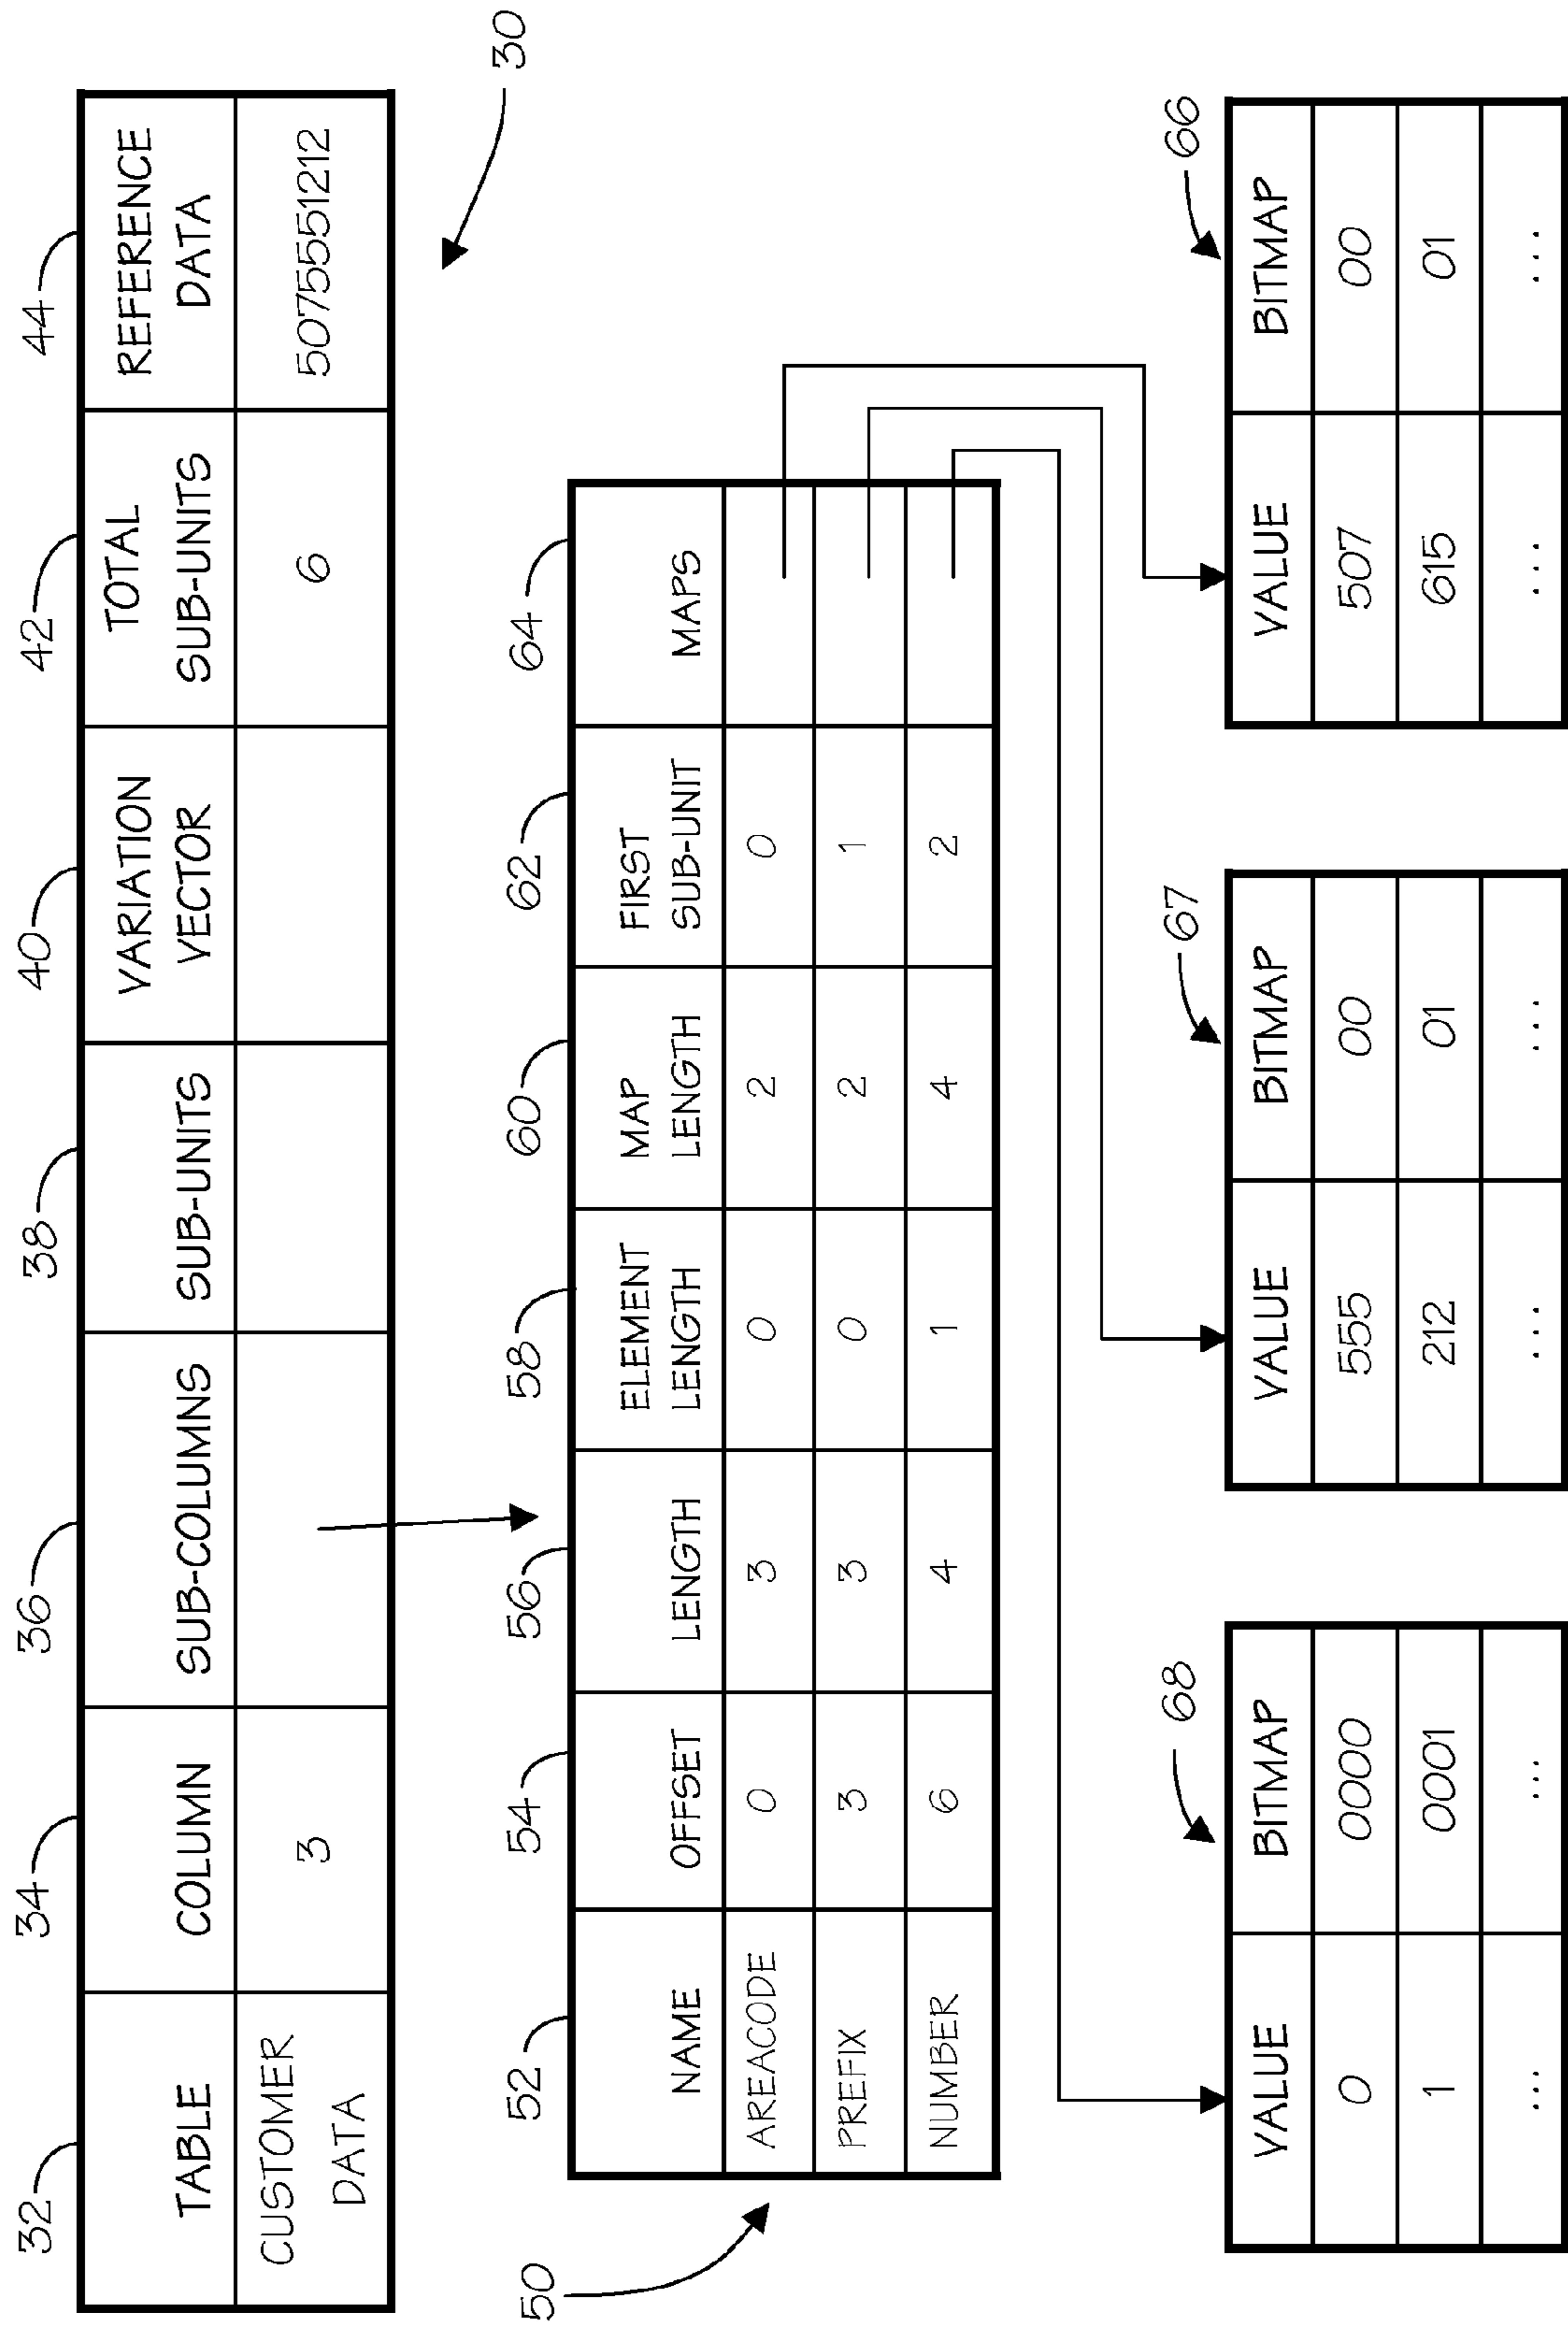 32 34 36 38 40 42 44
TABLE COLUMN SUB-COLUMNS SUB-UNITS VARIATION VECTOR TOTAL SUB-UNITS REFERENCE DATA
CUSTOMER DATA 3 6 5075551212
30
50
52 54 56 58 60 62 64
NAME OFFSET LENGTH ELEMENT LENGTH MAP LENGTH FIRST SUB-UNIT MAPS
AREACODE 0 3 0 2 0
PREFIX 3 3 0 2 1
NUMBER 6 4 1 4 2
68
VALUE BITMAP
0 0000
1 0001
... ...
67
VALUE BITMAP
555 00
212 01
... ...
66
VALUE BITMAP
507 00
615 01
... ...